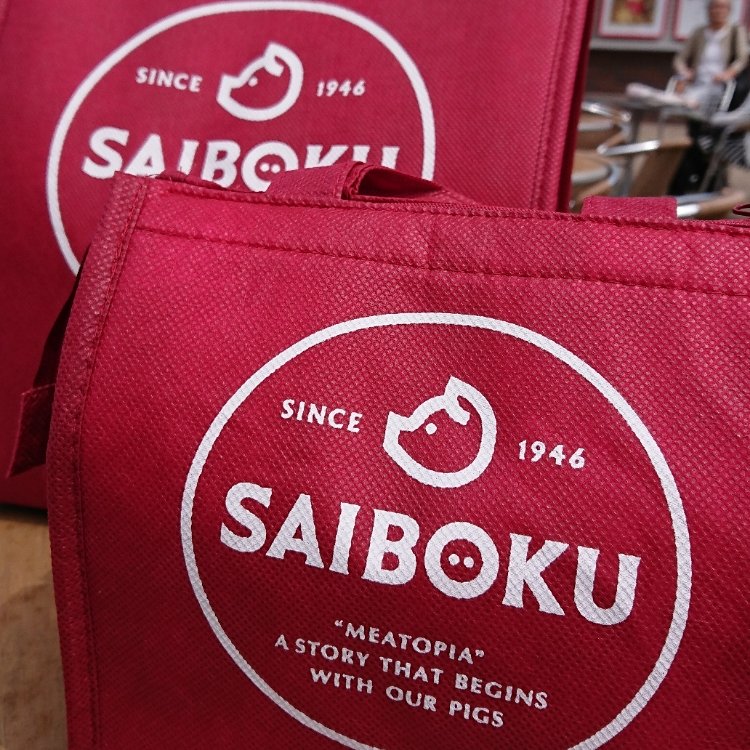 SINCE 1946
SAIBOKU
SINCE 1946
SAIBOKU
“MEATOPIA”
A STORY THAT BEGINS
WITH OUR PIGS